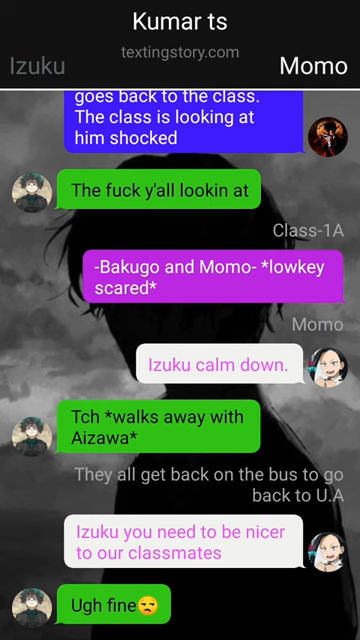 Kumar ts
textingstory.com
Izuku
Momo
goes back to the class.
The class is looking at
him shocked
The fuck y'all lookin at
Class-1A
-Bakugo and Momo- *lowkey
scared*
Momo
Izuku calm down.
Tch *walks away with
Aizawa*
They all get back on the bus to go
back to U.A
Izuku you need to be nicer
to our classmates
Ugh fine😒